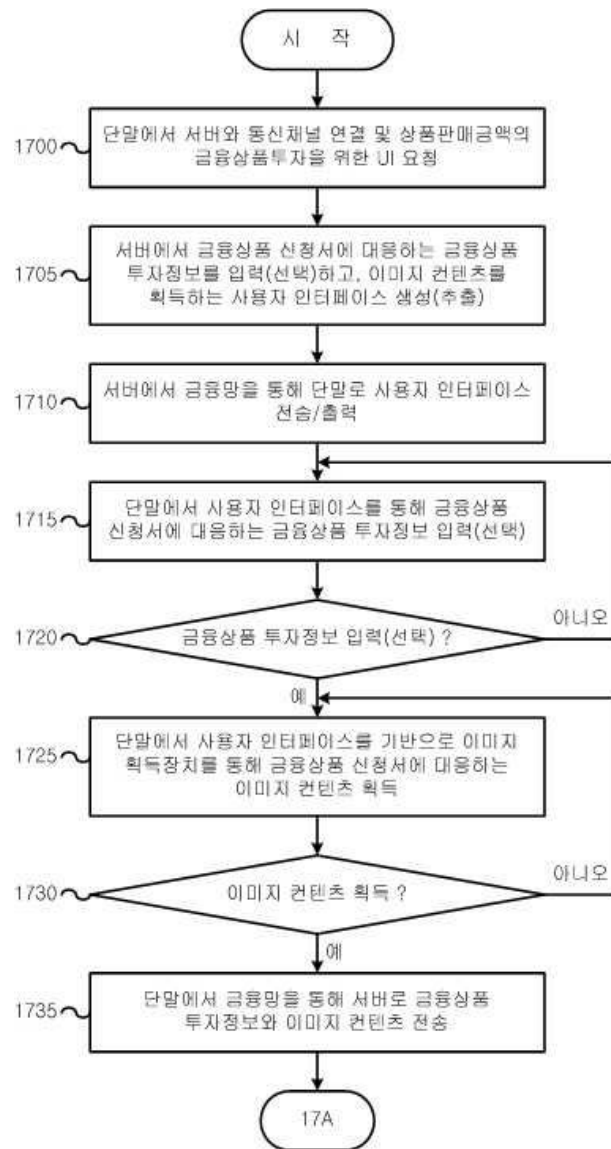 시 작
1700
단말에서 서버와 통신채널 연결 및 상품판매금액의
금융상품투자을 위한 UI 요청
1705
서버에서 금융상품 신청서에 대응하는 금융상품
투자정보를 입력(선택)하고, 이미지 컨텐츠를
획득하는 사용자 인터페이스 생성(추출)
1710
서버에서 금융망을 통해 단말로 사용자 인터페이스
전송/출력
1715
단말에서 사용자 인터페이스를 통해 금융상품
신청서에 대응하는 금융상품 투자정보 입력(선택)
1720
금융상품 투자정보 입력(선택) ?
아니오
예
1725
단말에서 사용자 인터페이스를 기반으로 이미지
획득장치를 통해 금융상품 신청서에 대응하는
이미지 컨텐츠 획득
1730
이미지 컨텐츠 획득 ?
아니오
예
1735
단말에서 금융망을 통해 서버로 금융상품
투자정보와 이미지 컨텐츠 전송
17A